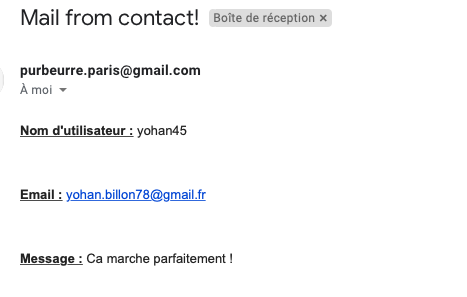 Mail from contact! Boîte de réception ×
purbeurre.paris@gmail.com
À moi
Nom d'utilisateur : yohan45
Email : yohan.billon78@gmail.fr
Message : Ca marche parfaitement !